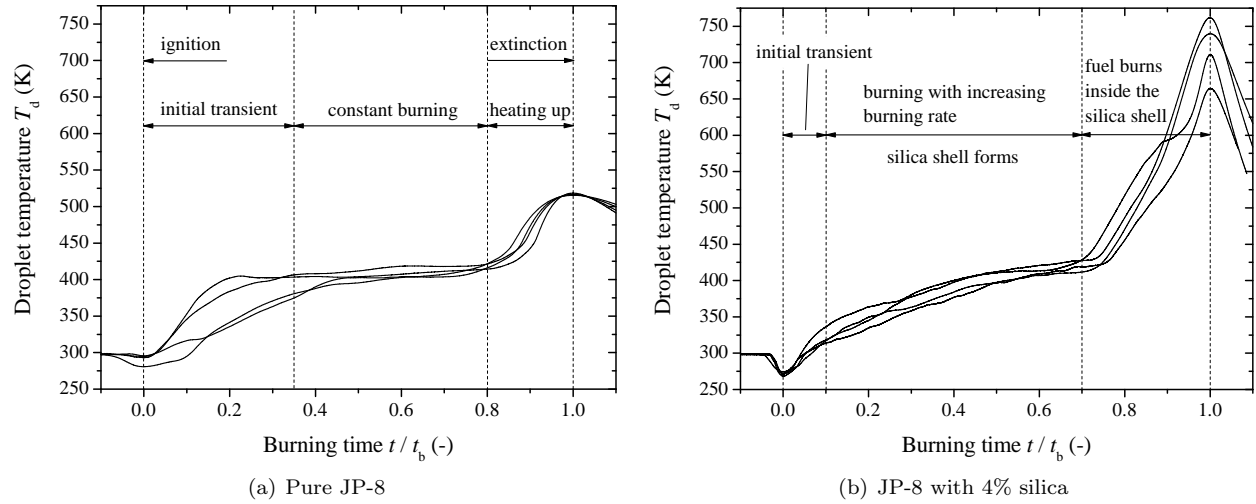 750
700
650
600
550
500
450
400
350
300
250
Droplet temperature T_d (K)
ignition
extinction
initial transient
constant burning
heating up
0.0
0.2
0.4
0.6
0.8
1.0
Burning time t / t_b (-)
(a) Pure JP-8
750
700
650
600
550
500
450
400
350
300
250
Droplet temperature T_d (K)
initial transient
burning with increasing
burning rate
silica shell forms
fuel burns
inside the
silica shell
0.0
0.2
0.4
0.6
0.8
1.0
Burning time t / t_b (-)
(b) JP-8 with 4% silica